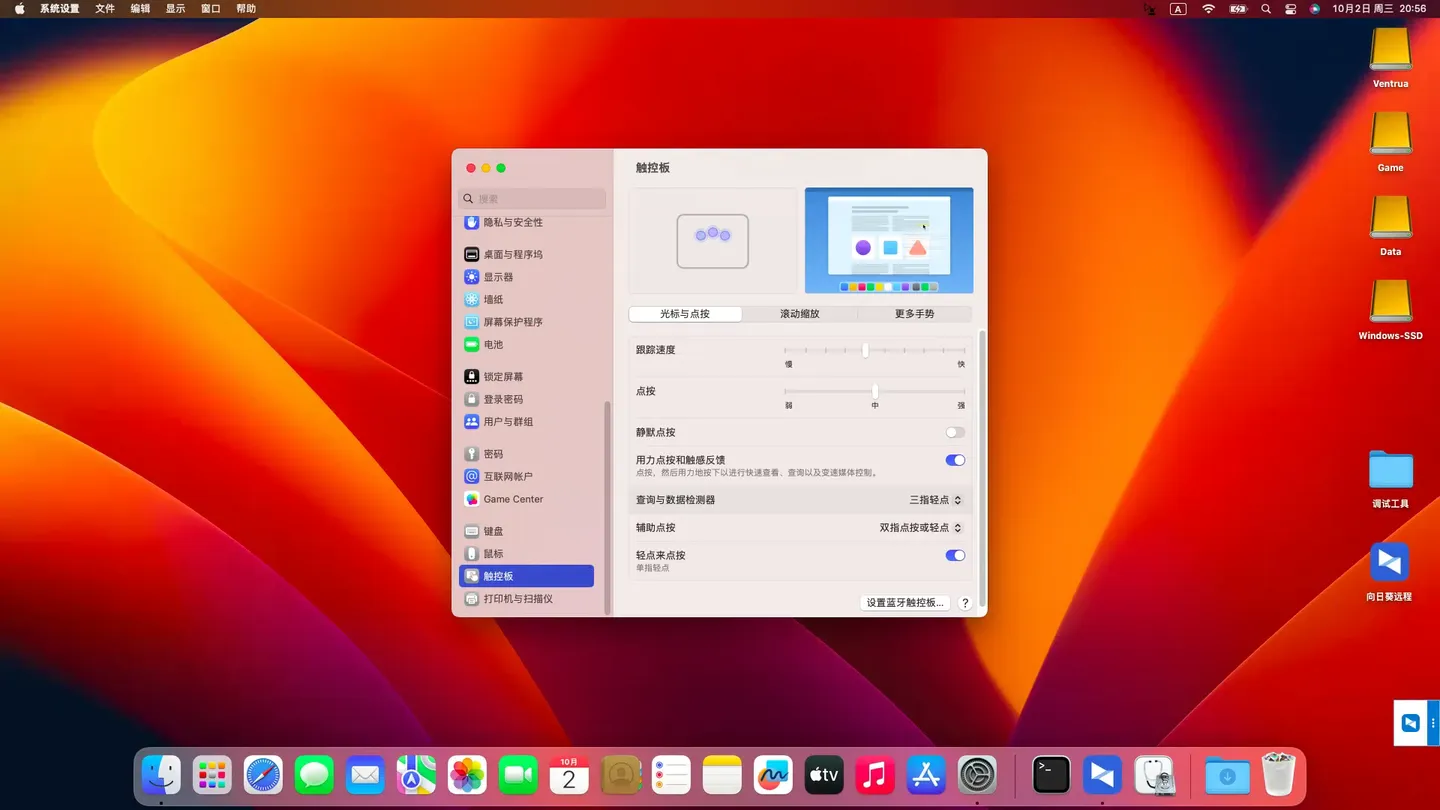 系统设置 文件 编辑 显示 窗口 帮助
A
10月2日 周三 20:56
Ventrua
Game
Data
Windows-SSD
调试工具
向日葵远程
搜索
隐私与安全性
桌面与程序坞
显示器
墙纸
屏幕保护程序
电池
锁定屏幕
登录密码
用户与群组
密码
互联网帐户
Game Center
键盘
鼠标
触控板
打印机与扫描仪
触控板
光标与点按 滚动缩放 更多手势
跟踪速度
慢 快
点按
弱 中 强
静默点按
用力点按和触感反馈
点按，然后用力地按下以进行快速查看、查询以及变速媒体控制。
查询与数据检测器 三指轻点
辅助点按 双指点按或轻点
轻点来点按
单指轻点
设置蓝牙触控板... ?
10月
2
tv
>_